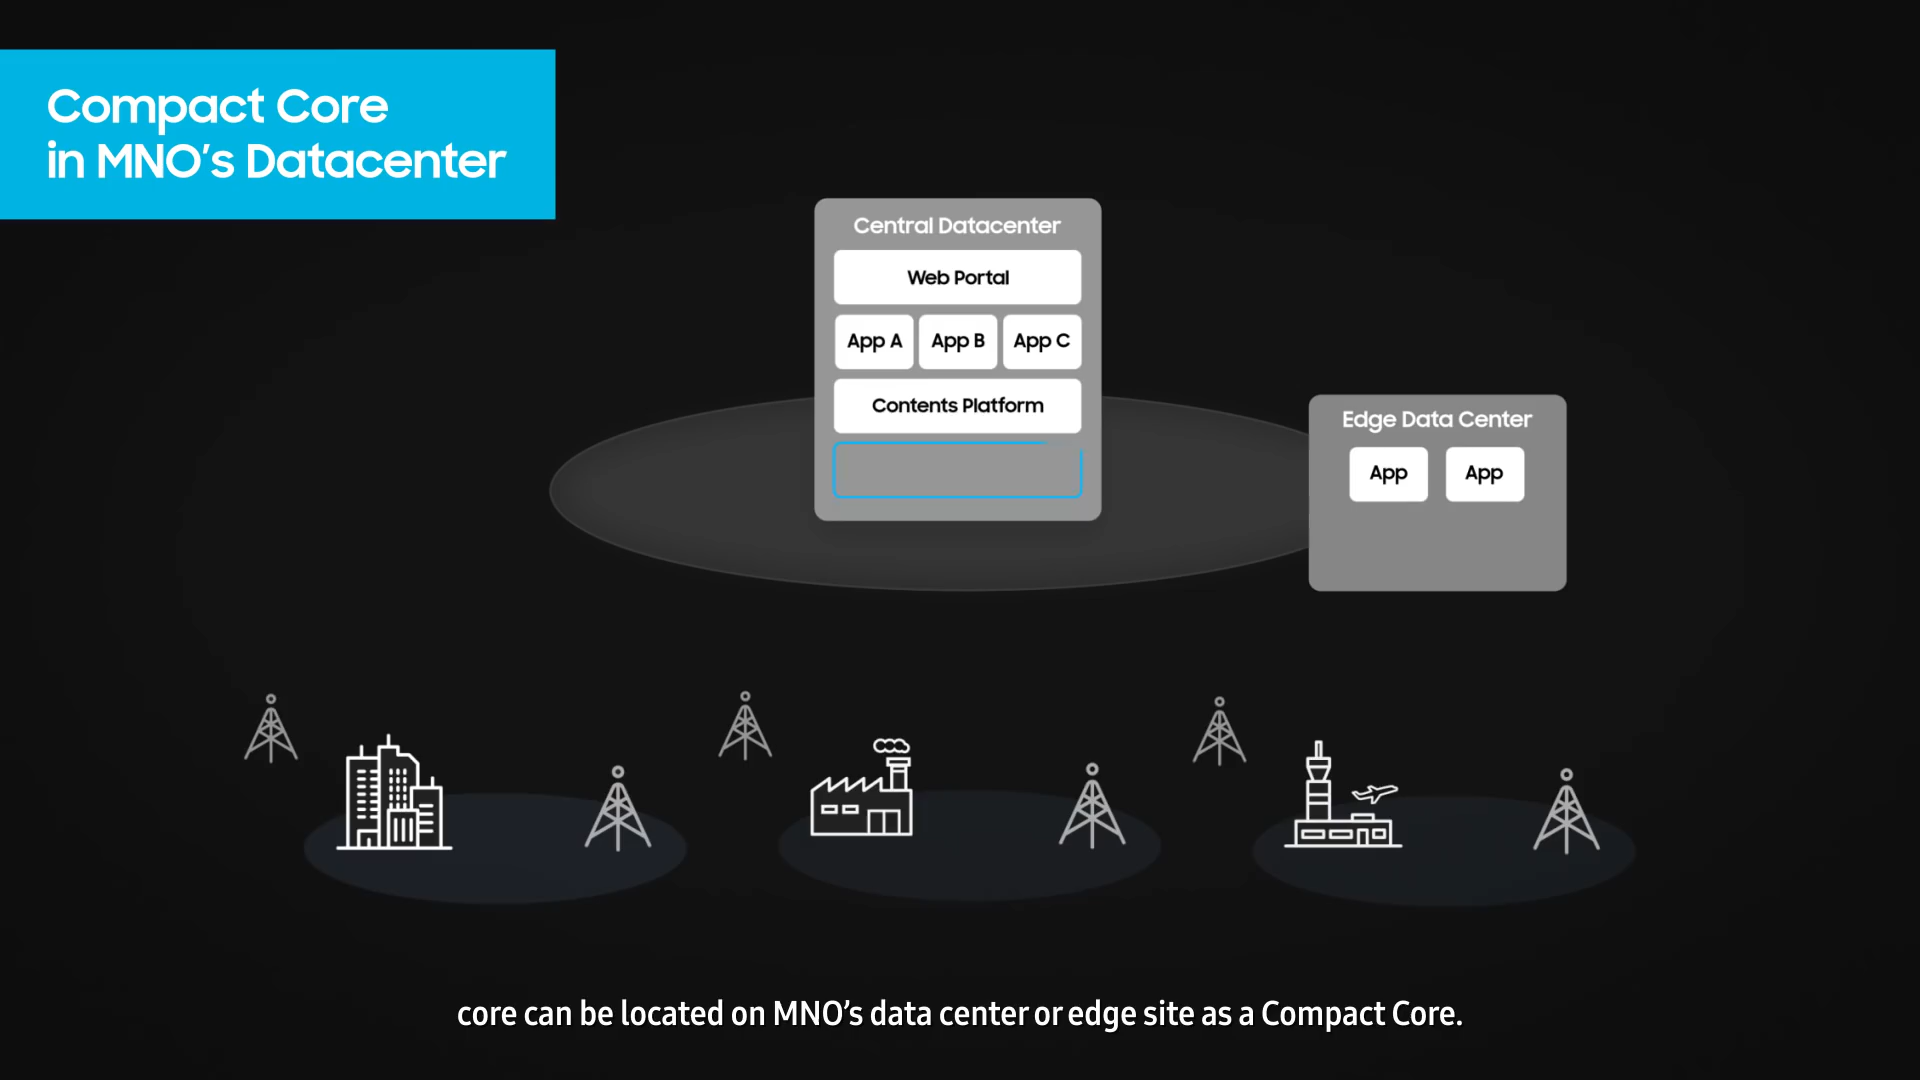 Compact Core
in MNO's Datacenter
Central Datacenter
Web Portal
App A App B App C
Contents Platform
Edge Data Center
App App
core can be located on MNO's data center or edge site as a Compact Core.